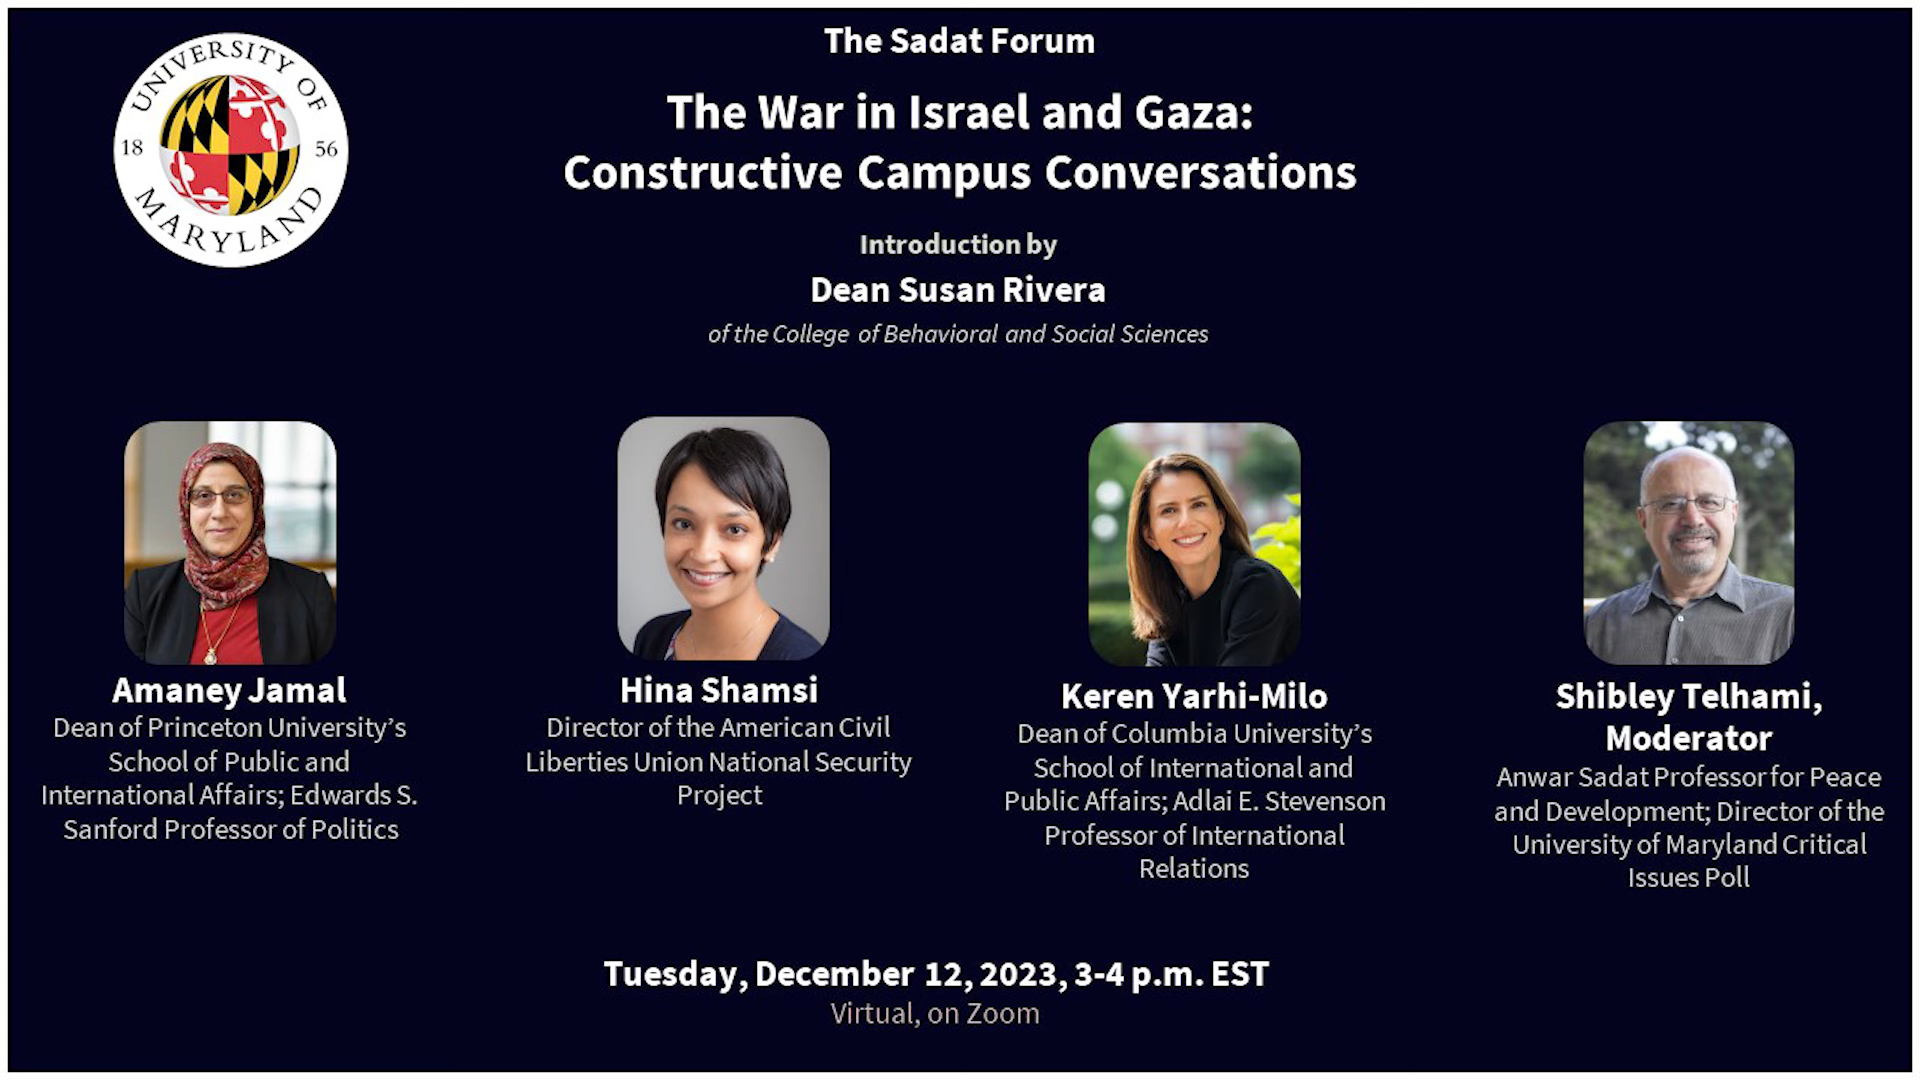 UNIVERSITY OF
18 56
MARYLAND
The Sadat Forum
The War in Israel and Gaza:
Constructive Campus Conversations
Introduction by
Dean Susan Rivera
of the College of Behavioral and Social Sciences
Amaney Jamal
Dean of Princeton University’s
School of Public and
International Affairs; Edwards S.
Sanford Professor of Politics
Hina Shamsi
Director of the American Civil
Liberties Union National Security
Project
Keren Yarhi-Milo
Dean of Columbia University’s
School of International and
Public Affairs; Adlai E. Stevenson
Professor of International
Relations
Shibley Telhami,
Moderator
Anwar Sadat Professor for Peace
and Development; Director of the
University of Maryland Critical
Issues Poll
Tuesday, December 12, 2023, 3-4 p.m. EST
Virtual, on Zoom